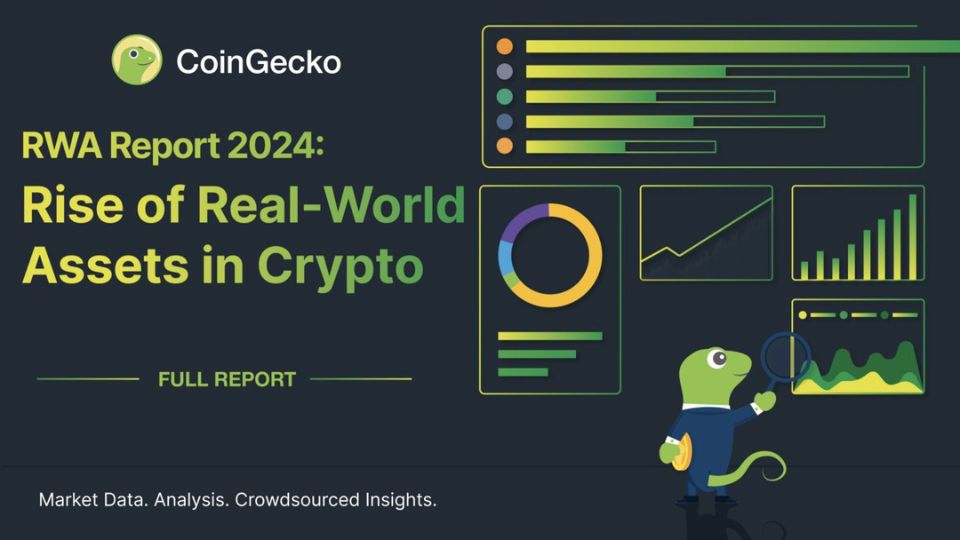 CoinGecko
RWA Report 2024:
Rise of Real-World
Assets in Crypto
FULL REPORT
Market Data. Analysis. Crowdsourced Insights.